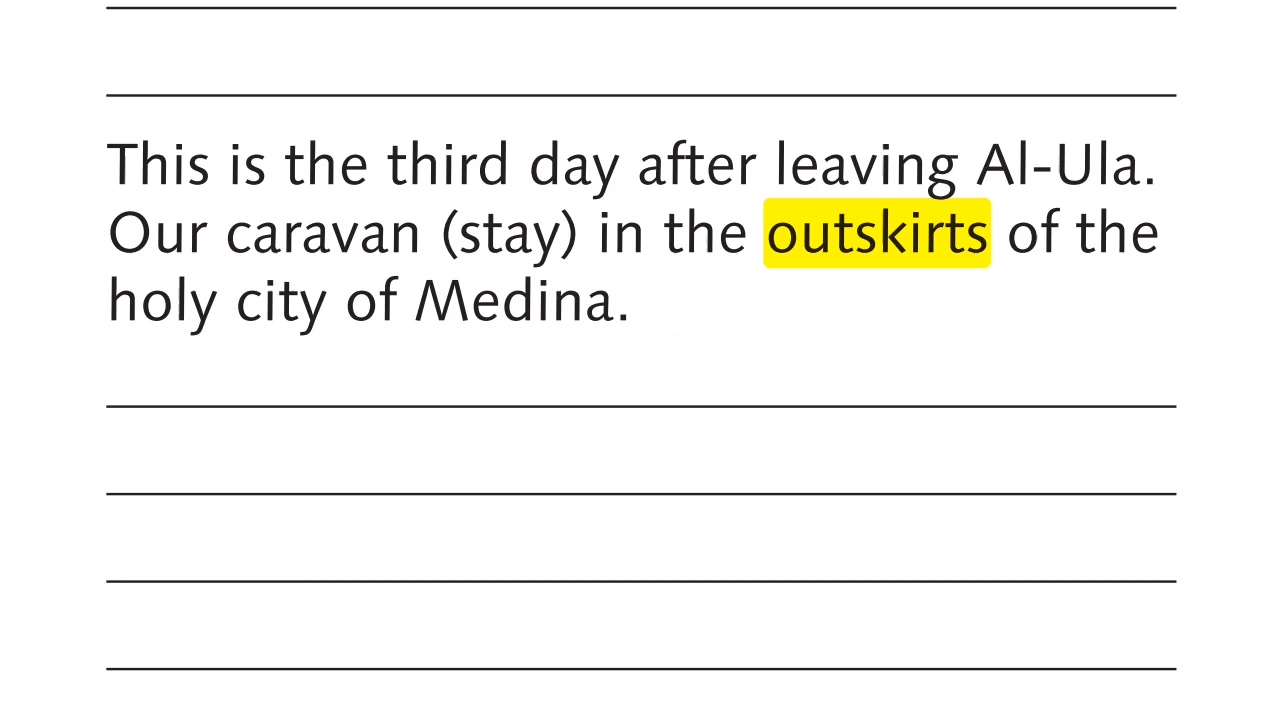 This is the third day after leaving Al-Ula.
Our caravan (stay) in the outskirts of the
holy city of Medina.